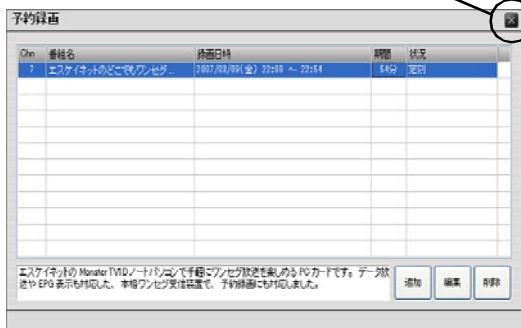 予約録画
Chn 番組名 録画日時 期間 状況
7 エスケイネットのどこでもワンセグ... 2007/03/09(金) 22:00 ～ 22:54 54分 定刻
エスケイネットの MonsterTV1D ノートパソコンで手軽にワンセグ放送を楽しめる PC カードです。データ放
送や EPG 表示も対応した、本格ワンセグ受信装置で、予約録画にも対応しました。
追加 編集 削除